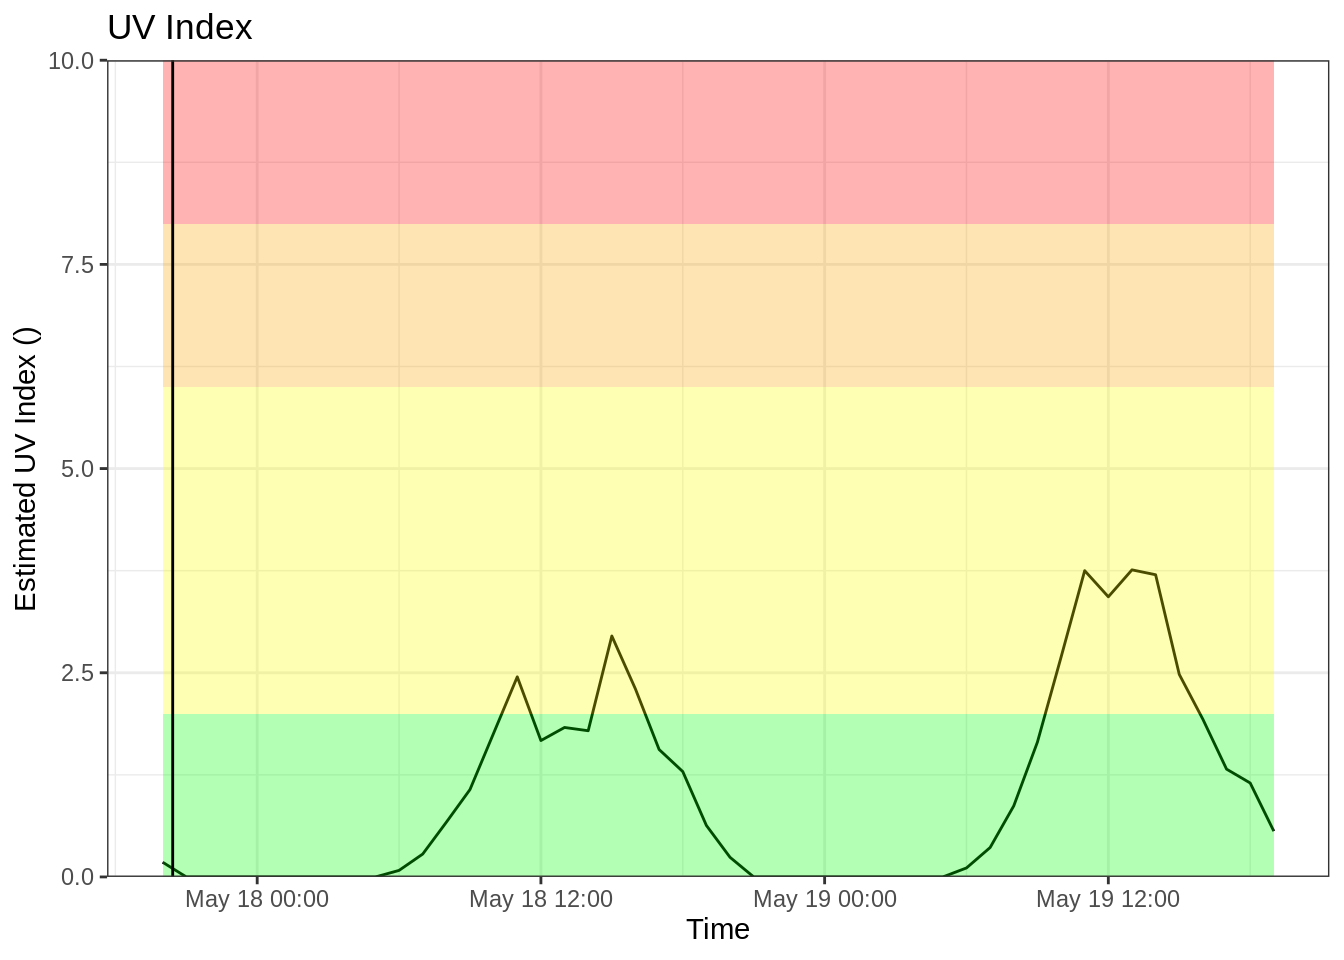 UV Index
10.0
7.5
5.0
2.5
0.0
Estimated UV Index ()
May 18 00:00
May 18 12:00
May 19 00:00
May 19 12:00
Time